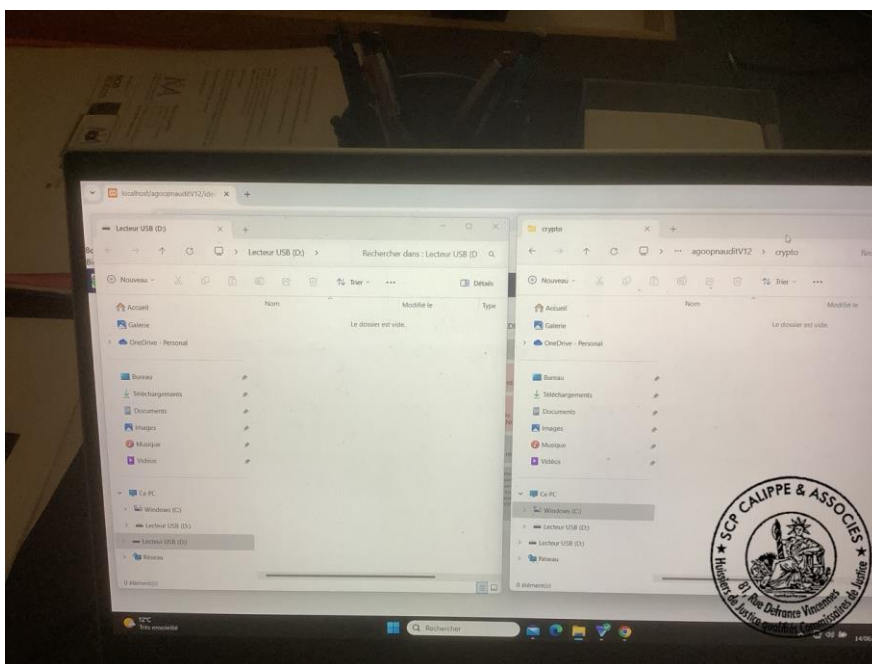 localhost/agoopnauditV12/ide
Lecteur USB (D:)
Lecteur USB (D:)
Rechercher dans : Lecteur USB (D
Nouveau
Trier
Détails
Nom
Modifié le
Type
Le dossier est vide.
Accueil
Galerie
OneDrive - Personal
Bureau
Téléchargements
Documents
Images
Musique
Vidéos
Ce PC
Windows (C:)
Lecteur USB (D:)
Lecteur USB (D:)
Réseau
0 élément(s)
crypto
agoopnauditV12
crypto
Nouveau
Trier
Nom
Modifié le
Le dossier est vide.
Accueil
Galerie
OneDrive - Personal
Bureau
Téléchargements
Documents
Images
Musique
Vidéos
Ce PC
Windows (C:)
Lecteur USB (D:)
Réseau
0 élément(s)
12°C
Très ensoleillé
Rechercher
SCP CALIPPE & ASSOCIES
Huissiers de Justice qualifiés Commissaires de Justice
81, Rue Defrance Vincennes